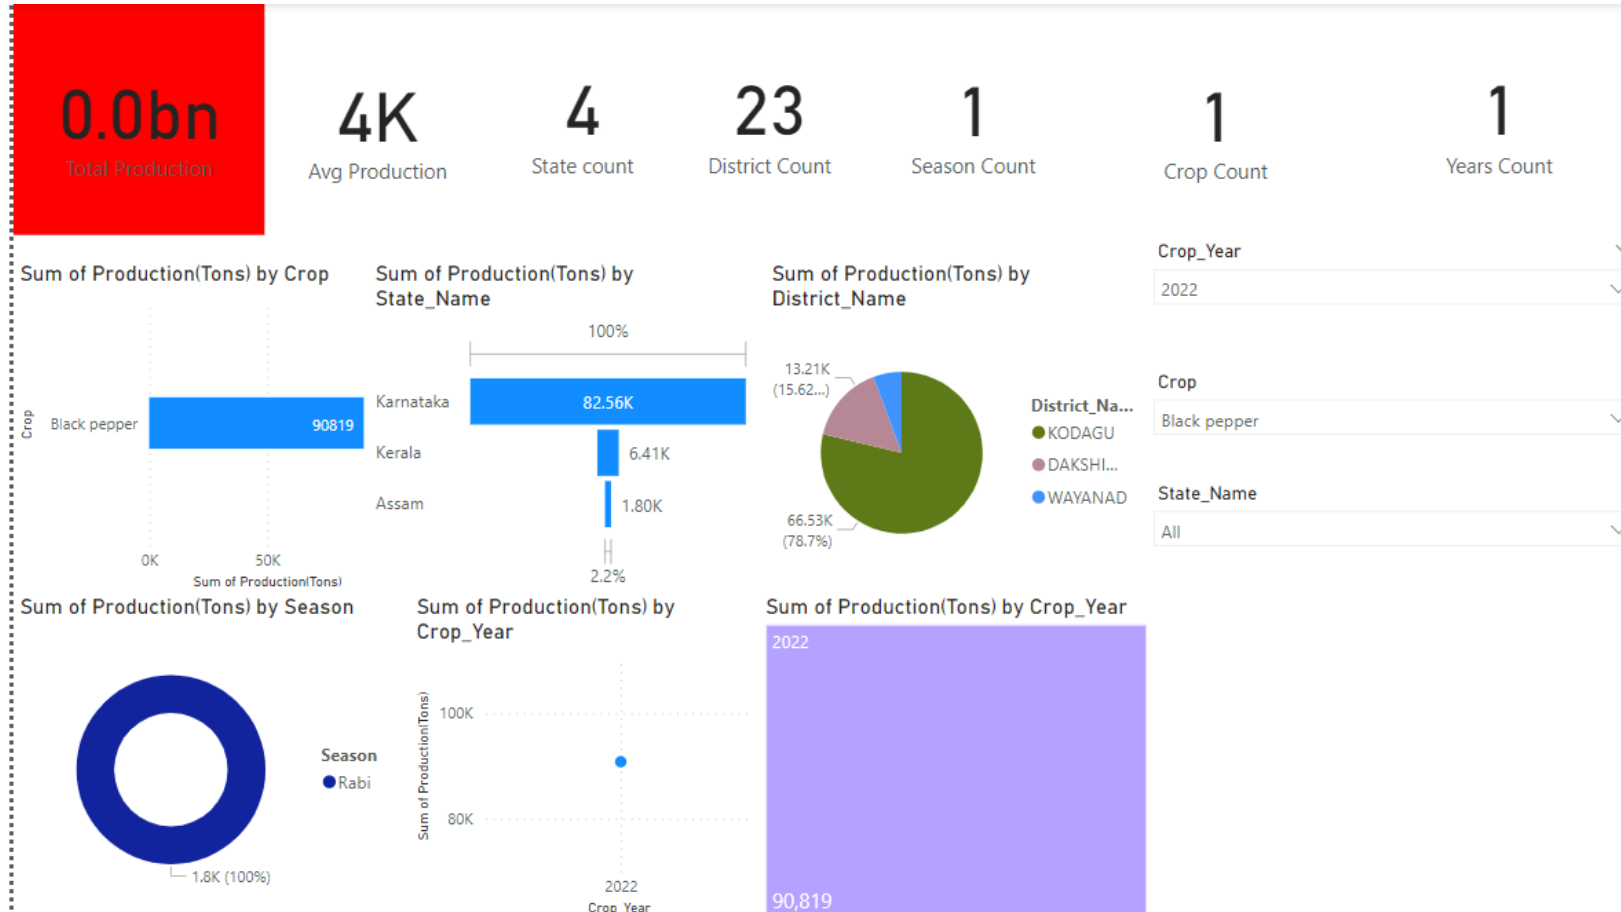 0.0bn
Total Production
4K
Avg Production
4
State count
23
District Count
1
Season Count
1
Crop Count
1
Years Count
Sum of Production(Tons) by Crop
Crop
Black pepper
90819
0K
50K
Sum of Production(Tons)
Sum of Production(Tons) by
State_Name
100%
Karnataka
82.56K
Kerala
6.41K
Assam
1.80K
2.2%
Sum of Production(Tons) by
District_Name
13.21K
(15.62...)
66.53K
(78.7%)
District_Na...
KODAGU
DAKSHI...
WAYANAD
Crop_Year
2022
Crop
Black pepper
State_Name
All
Sum of Production(Tons) by Season
Season
Rabi
1.8K (100%)
Sum of Production(Tons) by
Crop_Year
Sum of Production(Tons)
100K
80K
2022
Crop_Year
Sum of Production(Tons) by Crop_Year
2022
90,819